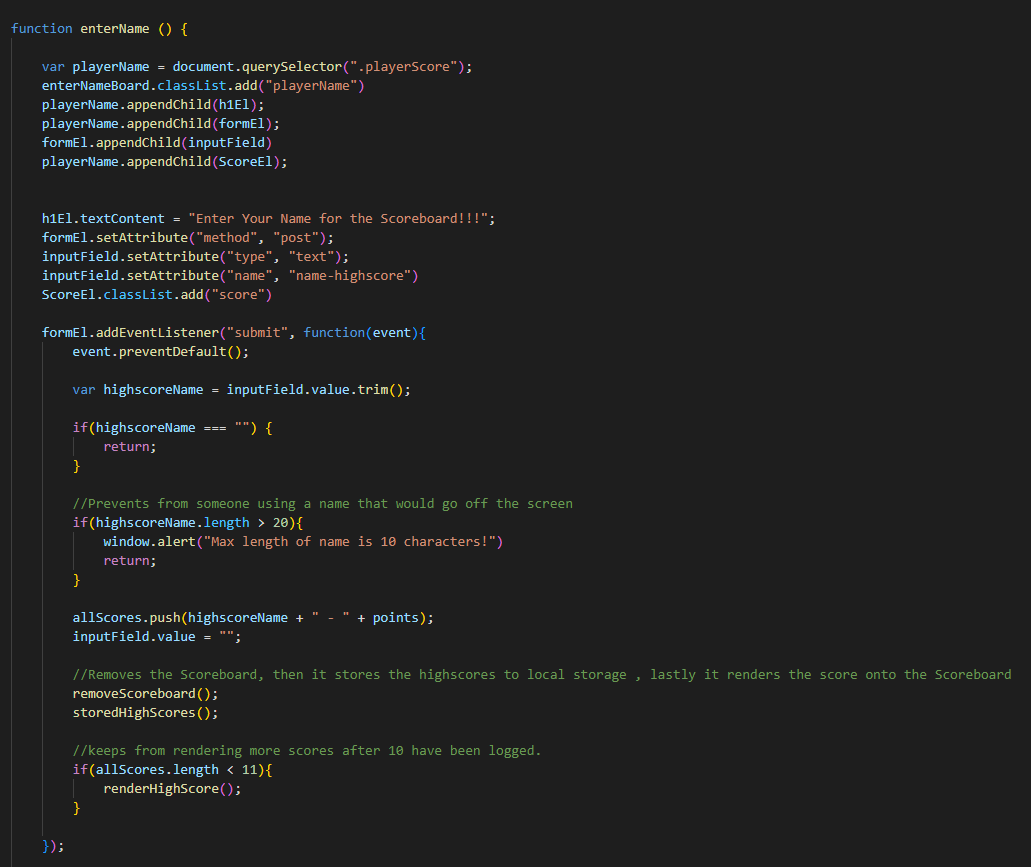 function enterName () {
var playerName = document.querySelector(".playerScore");
enterNameBoard.classList.add("playerName")
playerName.appendChild(h1El);
playerName.appendChild(formEl);
formEl.appendChild(inputField)
playerName.appendChild(ScoreEl);
h1El.textContent = "Enter Your Name for the Scoreboard!!!";
formEl.setAttribute("method", "post");
inputField.setAttribute("type", "text");
inputField.setAttribute("name", "name-highscore")
ScoreEl.classList.add("score")
formEl.addEventListener("submit", function(event){
event.preventDefault();
var highscoreName = inputField.value.trim();
if(highscoreName === "") {
return;
}
//Prevents from someone using a name that would go off the screen
if(highscoreName.length > 20){
window.alert("Max length of name is 10 characters!")
return;
}
allScores.push(highscoreName + " - " + points);
inputField.value = "";
//Removes the Scoreboard, then it stores the highscores to local storage , lastly it renders the score onto the Scoreboard
removeScoreboard();
storedHighScores();
//keeps from rendering more scores after 10 have been logged.
if(allScores.length < 11){
renderHighScore();
}
});